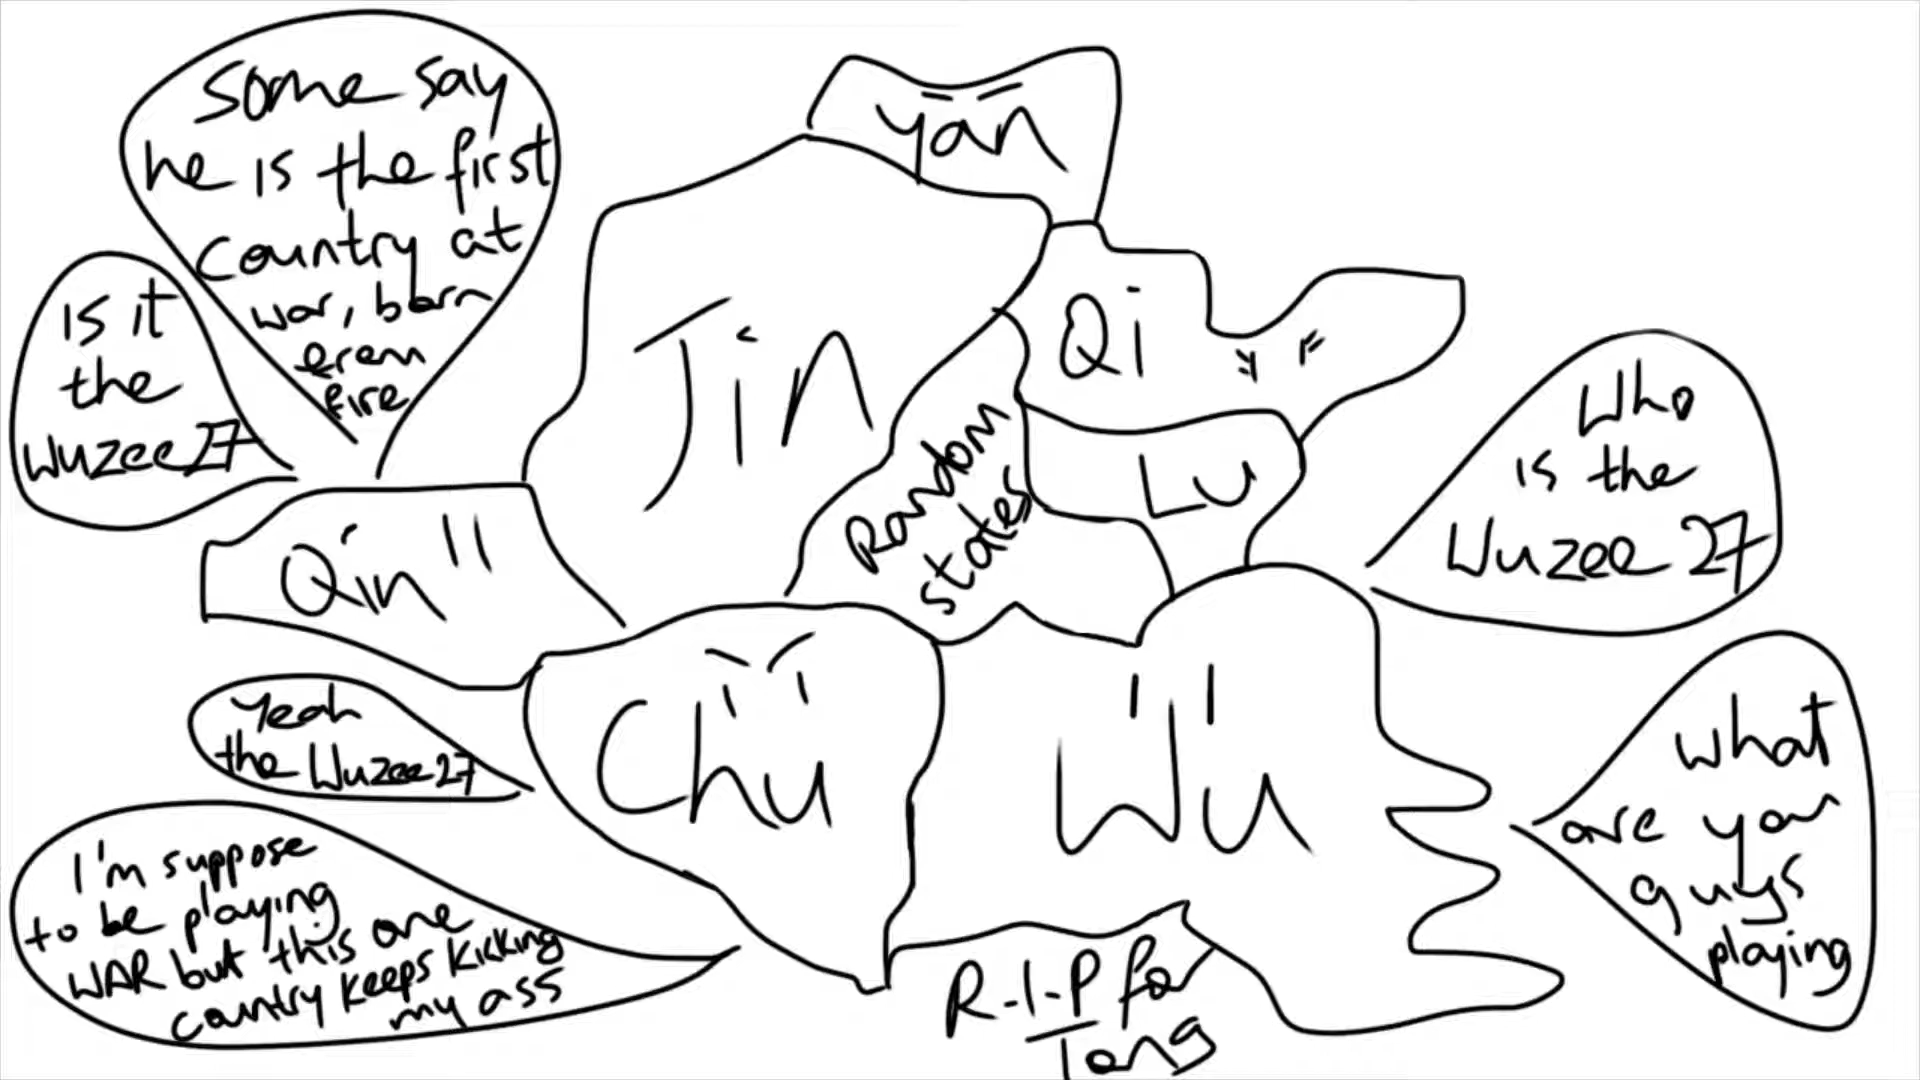 some say
he is the first
country at
war, born
erem
fire
is it
the
Wuzee27
yan
Jin
Qi
Lu
Random
states
Qin
Chu
Wu
Who
is the
Wuzee 27
what
are you
guys
playing
Yeah
the Wuzee27
I'm suppose
to be playing
WAR but this one
country keeps kicking
my ass
R-I-P for
Tang